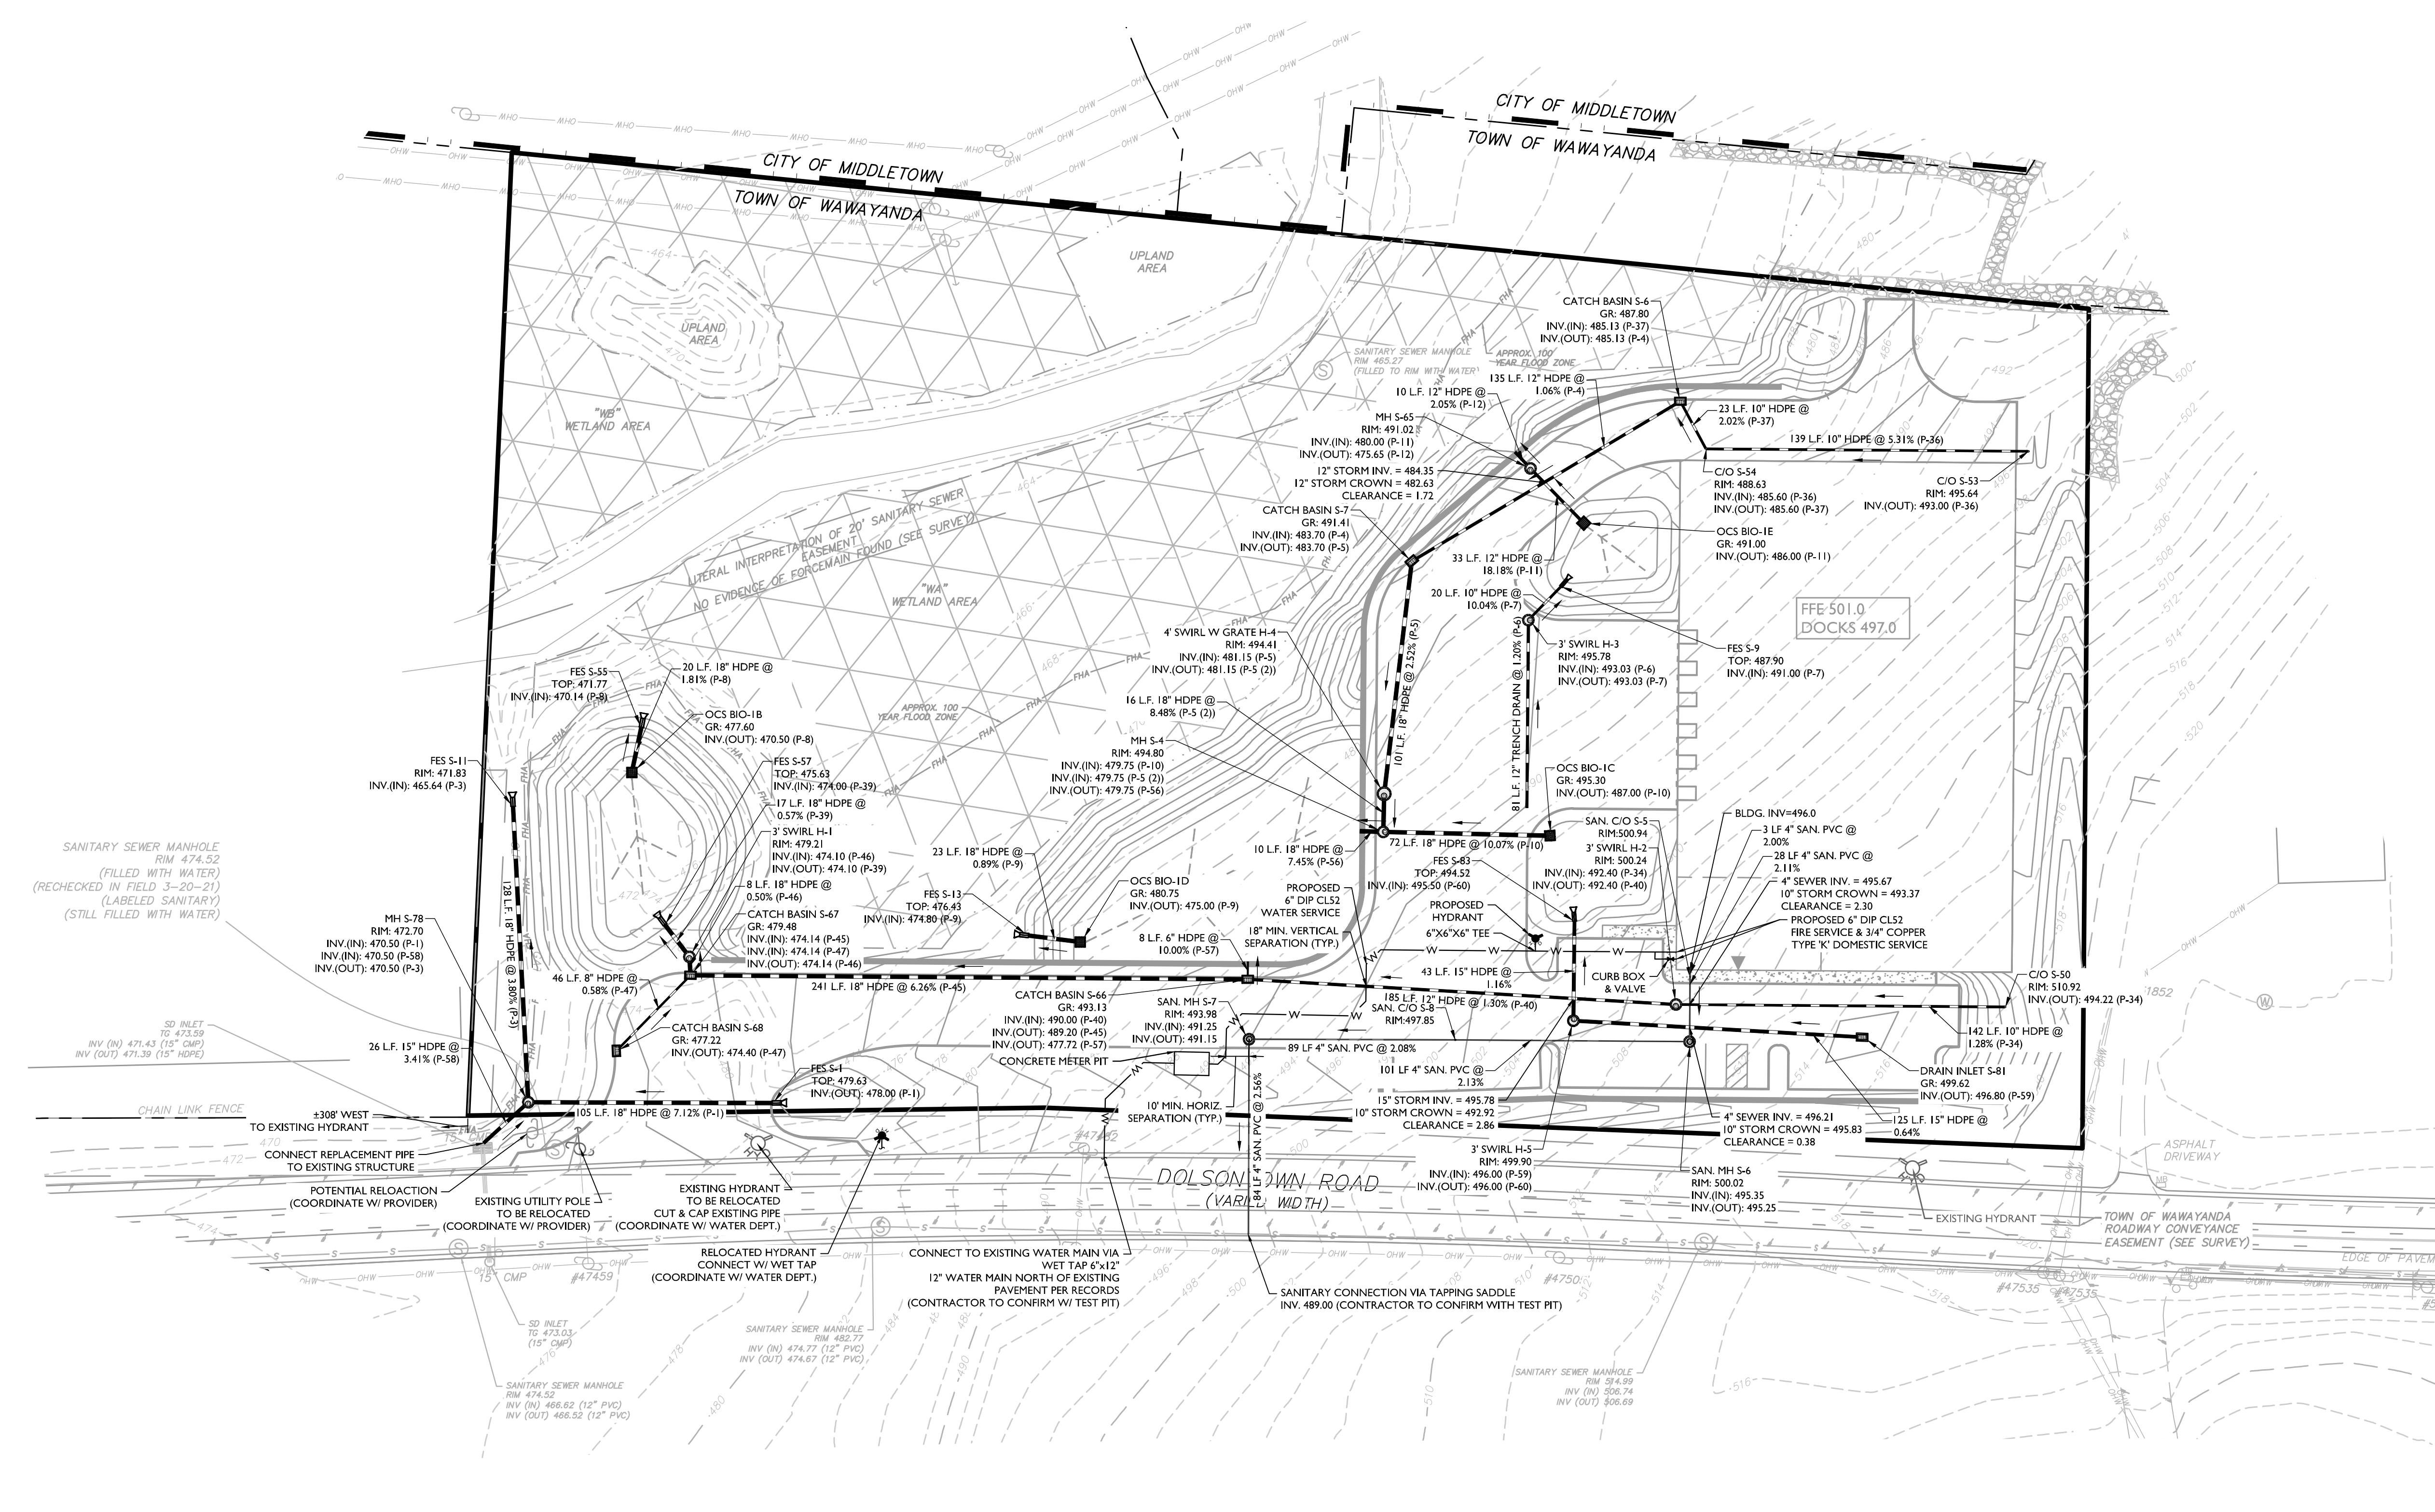 CITY OF MIDDLETOWN
TOWN OF WAWAYANDA
CITY OF MIDDLETOWN
TOWN OF WAWAYANDA
UPLAND
AREA
UPLAND
AREA
"WB"
WETLAND AREA
SANITARY SEWER MANHOLE
RIM 465.27
(FILLED TO RIM WITH WATER)
APPROX. 100
YEAR FLOOD ZONE
CATCH BASIN S-6
GR: 487.80
INV.(IN): 485.13 (P-37)
INV.(OUT): 485.13 (P-4)
135 L.F. 12" HDPE @
1.06% (P-4)
10 L.F. 12" HDPE @
2.05% (P-12)
MH S-65
RIM: 491.02
INV.(IN): 480.00 (P-11)
INV.(OUT): 475.65 (P-12)
12" STORM INV. = 484.35
12" STORM CROWN = 482.63
CLEARANCE = 1.72
CATCH BASIN S-7
GR: 491.41
INV.(IN): 483.70 (P-4)
INV.(OUT): 483.70 (P-5)
23 L.F. 10" HDPE @
2.02% (P-37)
139 L.F. 10" HDPE @ 5.31% (P-36)
C/O S-54
RIM: 488.63
INV.(IN): 485.60 (P-36)
INV.(OUT): 485.60 (P-37)
C/O S-53
RIM: 495.64
INV.(OUT): 493.00 (P-36)
OCS BIO-1E
GR: 491.00
INV.(OUT): 486.00 (P-11)
33 L.F. 12" HDPE @
18.18% (P-11)
20 L.F. 10" HDPE @
10.04% (P-7)
FFE 501.0
DOCKS 497.0
LITERAL INTERPRETATION OF 20' SANITARY SEWER
EASEMENT
NO EVIDENCE OF FORCEMAIN FOUND (SEE SURVEY)
"WA"
WETLAND AREA
4' SWIRL W GRATE H-4
RIM: 494.41
INV.(IN): 481.15 (P-5)
INV.(OUT): 481.15 (P-5 (2))
3' SWIRL H-3
RIM: 495.78
INV.(IN): 493.03 (P-6)
INV.(OUT): 493.03 (P-7)
FES S-9
TOP: 487.90
INV.(IN): 491.00 (P-7)
101 L.F. 18" HDPE @ 2.52% (P-5)
81 L.F. 12" TRENCH DRAIN @ 1.20% (P-6)
16 L.F. 18" HDPE @
8.48% (P-5 (2))
MH S-4
RIM: 494.80
INV.(IN): 479.75 (P-10)
INV.(IN): 479.75 (P-5 (2))
INV.(OUT): 479.75 (P-56)
FES S-55
TOP: 471.77
INV.(IN): 470.14 (P-8)
20 L.F. 18" HDPE @
1.81% (P-8)
OCS BIO-1B
GR: 477.60
INV.(OUT): 470.50 (P-8)
APPROX. 100
YEAR FLOOD ZONE
FES S-11
RIM: 471.83
INV.(IN): 465.64 (P-3)
FES S-57
TOP: 475.63
INV.(IN): 474.00 (P-39)
17 L.F. 18" HDPE @
0.57% (P-39)
3' SWIRL H-1
RIM: 479.21
INV.(IN): 474.10 (P-46)
INV.(OUT): 474.10 (P-39)
8 L.F. 18" HDPE @
0.50% (P-46)
CATCH BASIN S-67
GR: 479.48
INV.(IN): 474.14 (P-45)
INV.(IN): 474.14 (P-47)
INV.(OUT): 474.14 (P-46)
OCS BIO-1C
GR: 495.30
INV.(OUT): 487.00 (P-10)
10 L.F. 18" HDPE @
7.45% (P-56)
72 L.F. 18" HDPE @ 10.07% (P-10)
FES S-83
TOP: 494.52
INV.(IN): 495.50 (P-60)
SAN. C/O S-5
RIM:500.94
3' SWIRL H-2
RIM: 500.24
INV.(IN): 492.40 (P-34)
INV.(OUT): 492.40 (P-40)
BLDG. INV=496.0
3 LF 4" SAN. PVC @
2.00%
28 LF 4" SAN. PVC @
2.11%
4" SEWER INV. = 495.67
10" STORM CROWN = 493.37
CLEARANCE = 2.30
PROPOSED 6" DIP CL52
FIRE SERVICE & 3/4" COPPER
TYPE 'K' DOMESTIC SERVICE
SANITARY SEWER MANHOLE
RIM 474.52
(FILLED WITH WATER)
(RECHECKED IN FIELD 3-20-21)
(LABELED SANITARY)
(STILL FILLED WITH WATER)
23 L.F. 18" HDPE @
0.89% (P-9)
FES S-13
TOP: 476.43
INV.(IN): 474.80 (P-9)
OCS BIO-1D
GR: 480.75
INV.(OUT): 475.00 (P-9)
8 L.F. 6" HDPE @
10.00% (P-57)
PROPOSED
6" DIP CL52
WATER SERVICE
18" MIN. VERTICAL
SEPARATION (TYP.)
PROPOSED
HYDRANT
6"X6"X6" TEE
43 L.F. 15" HDPE @
1.16%
CURB BOX
& VALVE
MH S-78
RIM: 472.70
INV.(IN): 470.50 (P-1)
INV.(IN): 470.50 (P-58)
INV.(OUT): 470.50 (P-3)
128 L.F. 18" HDPE @ 3.80% (P-3)
46 L.F. 8" HDPE @
0.58% (P-47)
241 L.F. 18" HDPE @ 6.26% (P-45)
CATCH BASIN S-66
GR: 493.13
INV.(IN): 490.00 (P-40)
INV.(OUT): 489.20 (P-45)
INV.(OUT): 477.72 (P-57)
SAN. MH S-7
RIM: 493.98
INV.(IN): 491.25
INV.(OUT): 491.15
185 L.F. 12" HDPE @ 1.30% (P-40)
SAN. C/O S-8
RIM:497.85
C/O S-50
RIM: 510.92
INV.(OUT): 494.22 (P-34)
SD INLET
TG 473.59
INV (IN) 471.43 (15" CMP)
INV (OUT) 471.39 (15" HDPE)
26 L.F. 15" HDPE @
3.41% (P-58)
CATCH BASIN S-68
GR: 477.22
INV.(OUT): 474.40 (P-47)
CONCRETE METER PIT
89 LF 4" SAN. PVC @ 2.08%
101 LF 4" SAN. PVC @
2.13%
142 L.F. 10" HDPE @
1.28% (P-34)
DRAIN INLET S-81
GR: 499.62
INV.(OUT): 496.80 (P-59)
FES S-1
TOP: 479.63
INV.(OUT): 478.00 (P-1)
CHAIN LINK FENCE
±308' WEST
TO EXISTING HYDRANT
105 L.F. 18" HDPE @ 7.12% (P-1)
10' MIN. HORIZ.
SEPARATION (TYP.)
84 LF 4" SAN. PVC @ 2.56%
15" STORM INV. = 495.78
10" STORM CROWN = 492.92
CLEARANCE = 2.86
4" SEWER INV. = 496.21
10" STORM CROWN = 495.83
CLEARANCE = 0.38
125 L.F. 15" HDPE @
0.64%
CONNECT REPLACEMENT PIPE
TO EXISTING STRUCTURE
POTENTIAL RELOACTION
(COORDINATE W/ PROVIDER)
EXISTING UTILITY POLE
TO BE RELOCATED
(COORDINATE W/ PROVIDER)
EXISTING HYDRANT
TO BE RELOCATED
CUT & CAP EXISTING PIPE
(COORDINATE W/ WATER DEPT.)
RELOCATED HYDRANT
CONNECT W/ WET TAP
(COORDINATE W/ WATER DEPT.)
3' SWIRL H-5
RIM: 499.90
INV.(IN): 496.00 (P-59)
INV.(OUT): 496.00 (P-60)
SAN. MH S-6
RIM: 500.02
INV.(IN): 495.35
INV.(OUT): 495.25
ASPHALT
DRIVEWAY
EXISTING HYDRANT
TOWN OF WAWAYANDA
ROADWAY CONVEYANCE
EASEMENT (SEE SURVEY)
DOLSONTOWN ROAD
(VARIED WIDTH)
CONNECT TO EXISTING WATER MAIN VIA
WET TAP 6"x12"
12" WATER MAIN NORTH OF EXISTING
PAVEMENT PER RECORDS
(CONTRACTOR TO CONFIRM W/ TEST PIT)
SANITARY CONNECTION VIA TAPPING SADDLE
INV. 489.00 (CONTRACTOR TO CONFIRM WITH TEST PIT)
15" CMP
#47459
#47535
SD INLET
TG 473.03
(15" CMP)
SANITARY SEWER MANHOLE
RIM 482.77
INV (IN) 474.77 (12" PVC)
INV (OUT) 474.67 (12" PVC)
SANITARY SEWER MANHOLE
RIM 474.52
INV (IN) 466.62 (12" PVC)
INV (OUT) 466.52 (12" PVC)
SANITARY SEWER MANHOLE
RIM 514.99
INV (IN) 506.74
INV (OUT) 506.69